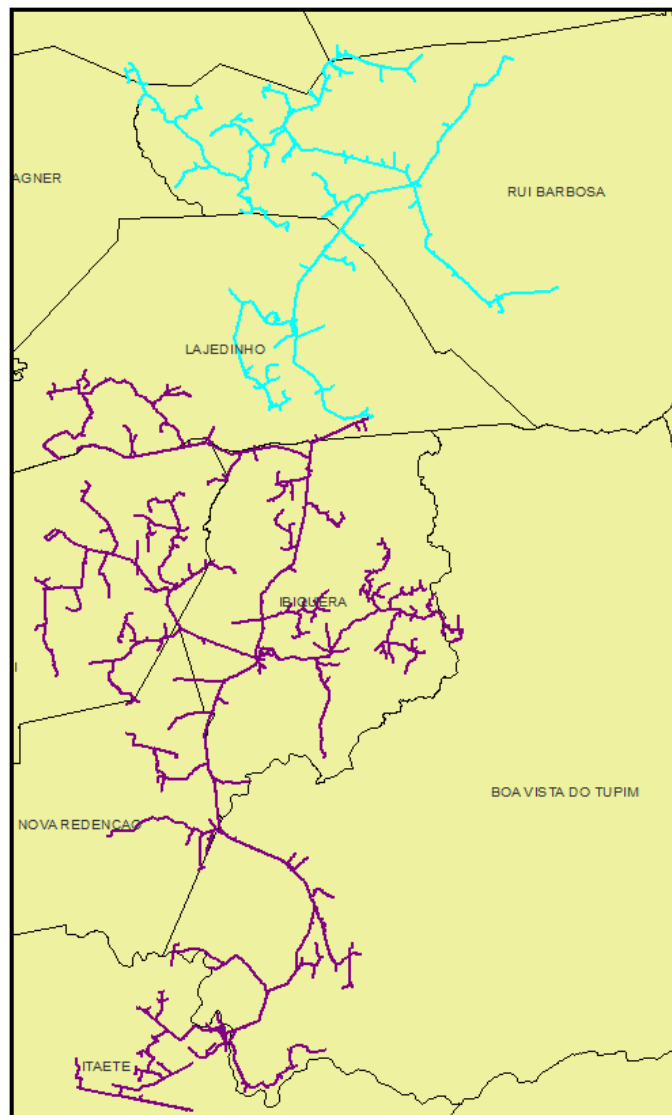 AGNER
RUI BARBOSA
LAJEDINHO
IBIQUERA
I
BOA VISTA DO TUPIM
NOVA REDENCAO
ITAETE